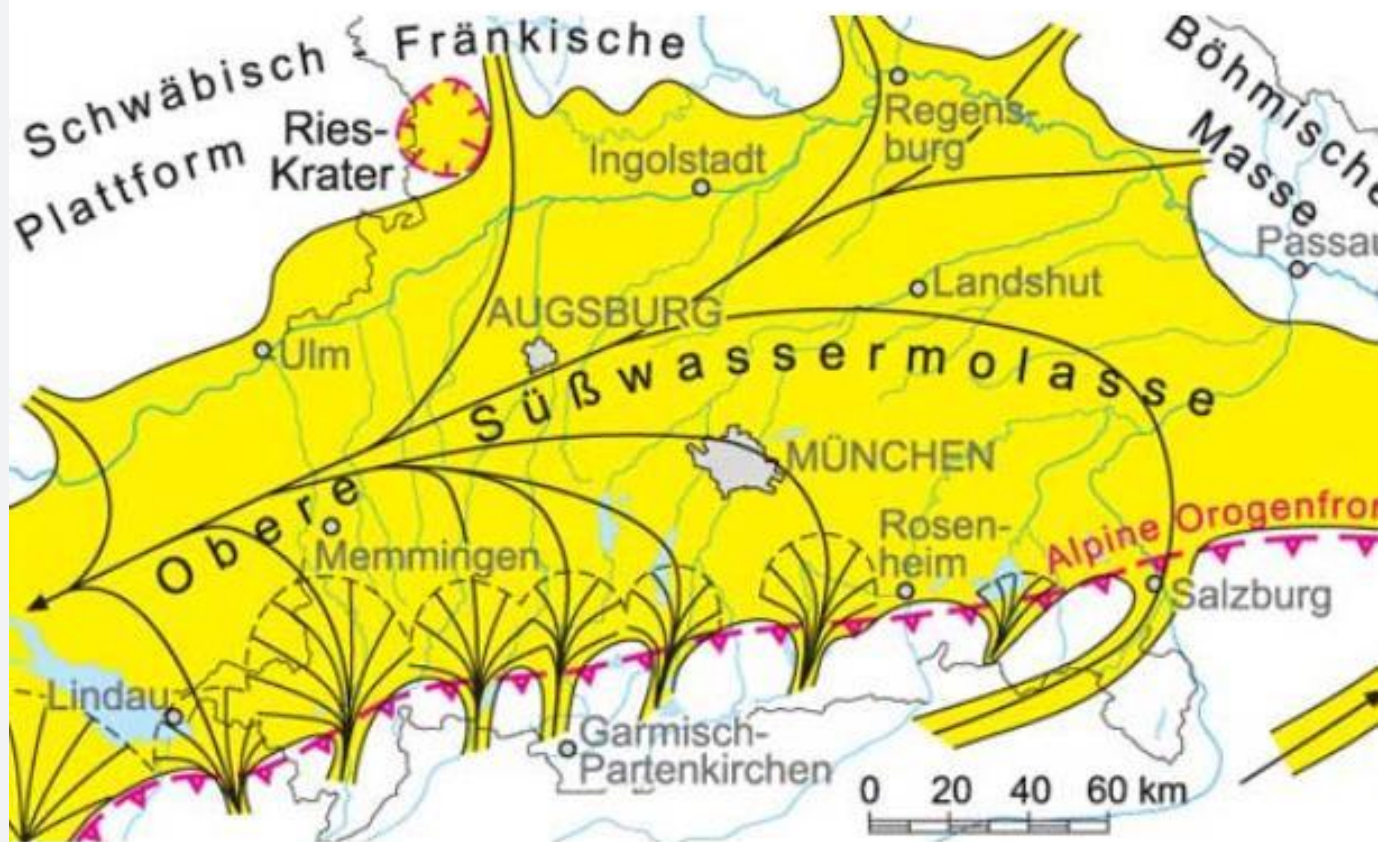 Schwäbisch Fränkische
Plattform
Böhmische
Masse
Ries-
Krater
Regens-
burg
Ingolstadt
Passau
Landshut
AUGSBURG
Ulm
Obere Süßwassermolasse
MÜNCHEN
Memmingen
Rosen-
heim
Alpine Orogenfron
Salzburg
Lindau
Garmisch-
Partenkirchen
0 20 40 60 km